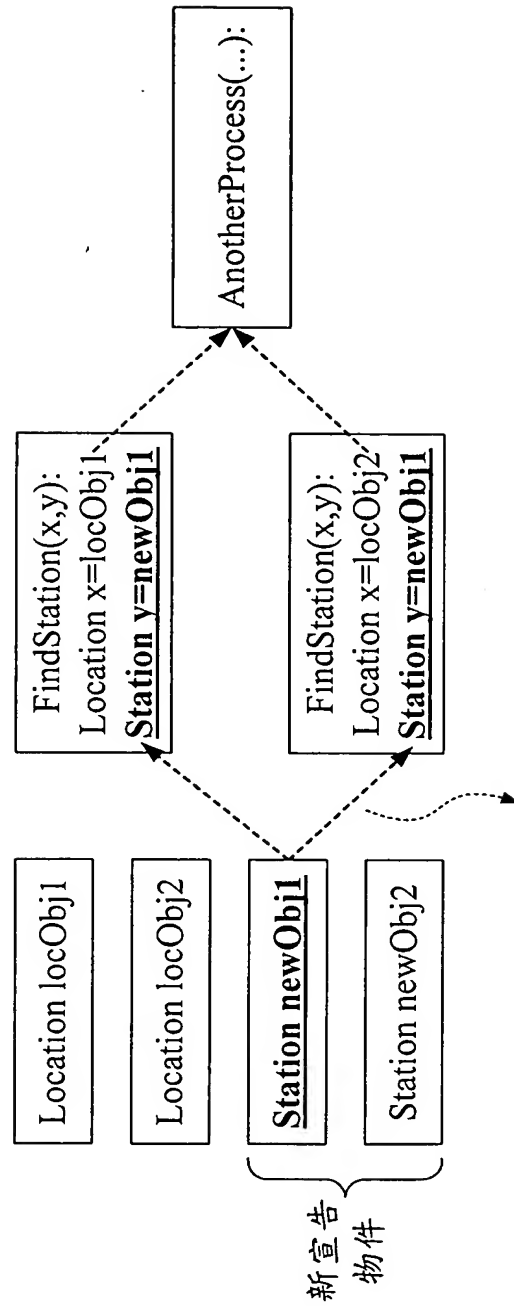 Location locObj1
Location locObj2
Station newObj1
Station newObj2
新宣告
物件
FindStation(x,y):
Location x=locObj1
Station y=newObj1
FindStation(x,y):
Location x=locObj2
Station y=newObj1
AnotherProcess(...):